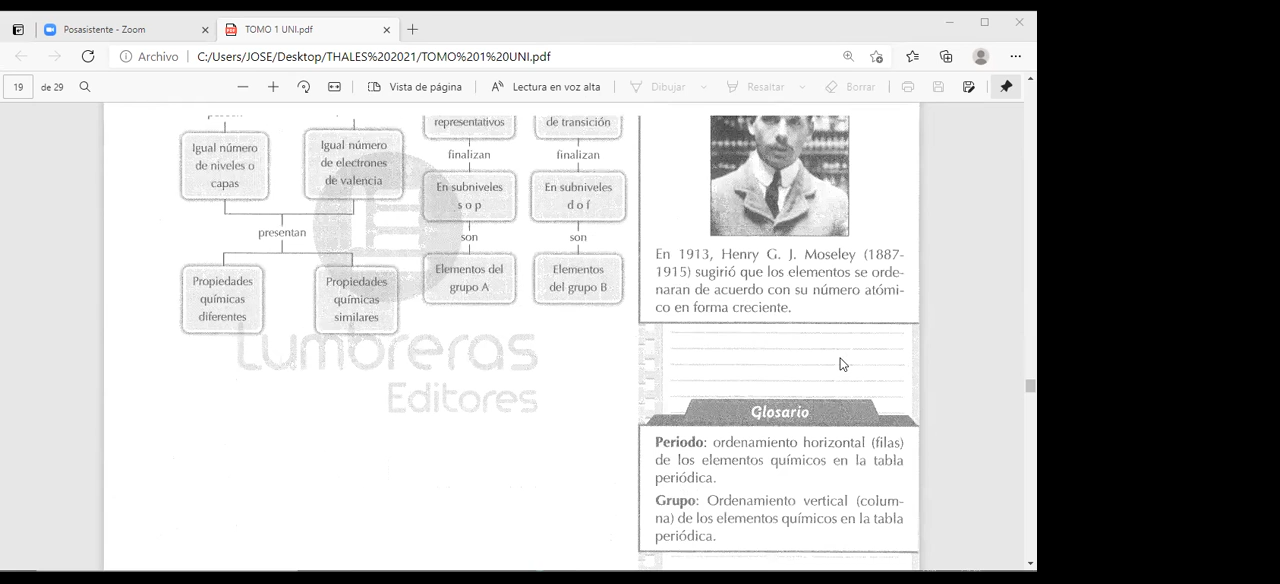 Posasistente - Zoom
TOMO 1 UNI.pdf
Archivo
C:/Users/JOSE/Desktop/THALES%202021/TOMO%201%20UNI.pdf
19 de 29
Vista de página
Lectura en voz alta
Dibujar
Resaltar
Borrar
Igual número
de niveles o
capas
Igual número
de electrones
de valencia
presentan
Propiedades
químicas
diferentes
Propiedades
químicas
similares
representativos
finalizan
En subniveles
s o p
son
Elementos del
grupo A
de transición
finalizan
En subniveles
d o f
son
Elementos
del grupo B
Lumbreras
Editores
En 1913, Henry G. J. Moseley (1887-
1915) sugirió que los elementos se orde-
naran de acuerdo con su número atómi-
co en forma creciente.
Glosario
Periodo: ordenamiento horizontal (filas)
de los elementos químicos en la tabla
periódica.
Grupo: Ordenamiento vertical (colum-
na) de los elementos químicos en la tabla
periódica.